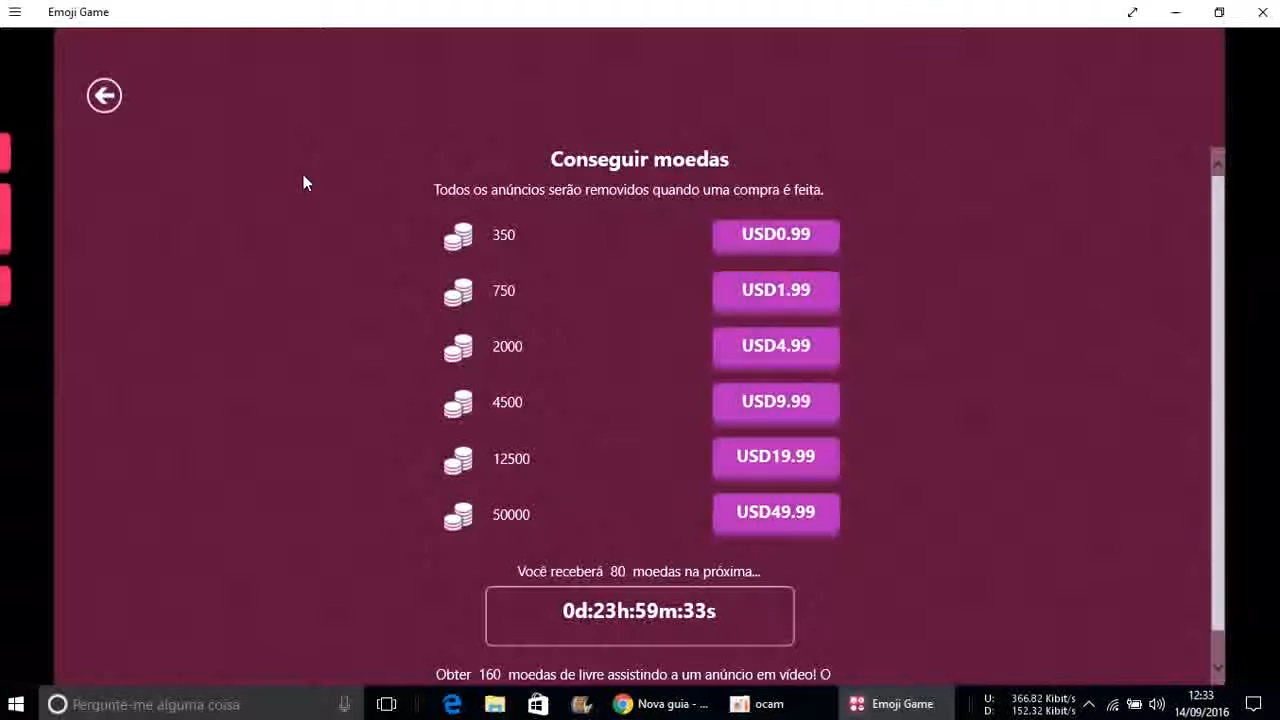 Emoji Game
Conseguir moedas
Todos os anúncios serão removidos quando uma compra é feita.
350 USD0.99
750 USD1.99
2000 USD4.99
4500 USD9.99
12500 USD19.99
50000 USD49.99
Você receberá 80 moedas na próxima...
0d:23h:59m:33s
Obter 160 moedas de livre assistindo a um anúncio em vídeo! O
Pergunte-me alguma coisa
Nova guia - ...
ocam
Emoji Game
U: 366.82 Kibit/s
D: 152.32 Kibit/s
12:33
14/09/2016